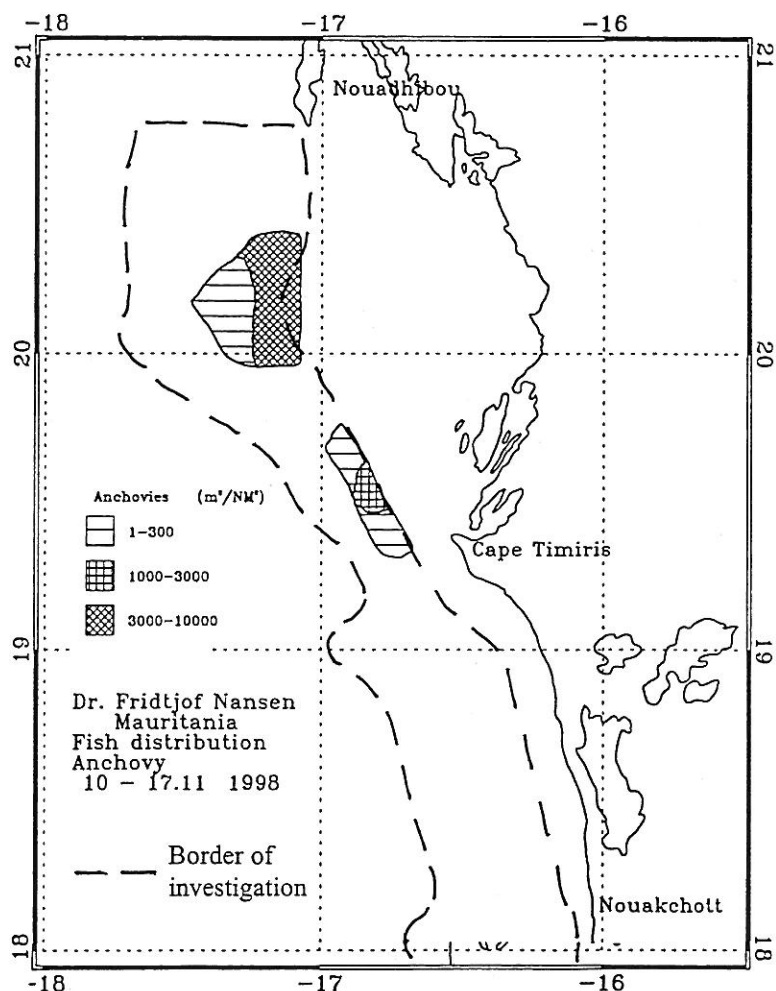 -18 -17 -16
21 21
Nouadhibou
20 20
Anchovies (m²/NM²)
1-300
Cape Timiris
1000-3000
3000-10000
19 19
Dr. Fridtjof Nansen
Mauritania
Fish distribution
Anchovy
10 - 17.11 1998
Border of
investigation
Nouakchott
18 18
-18 -17 -16